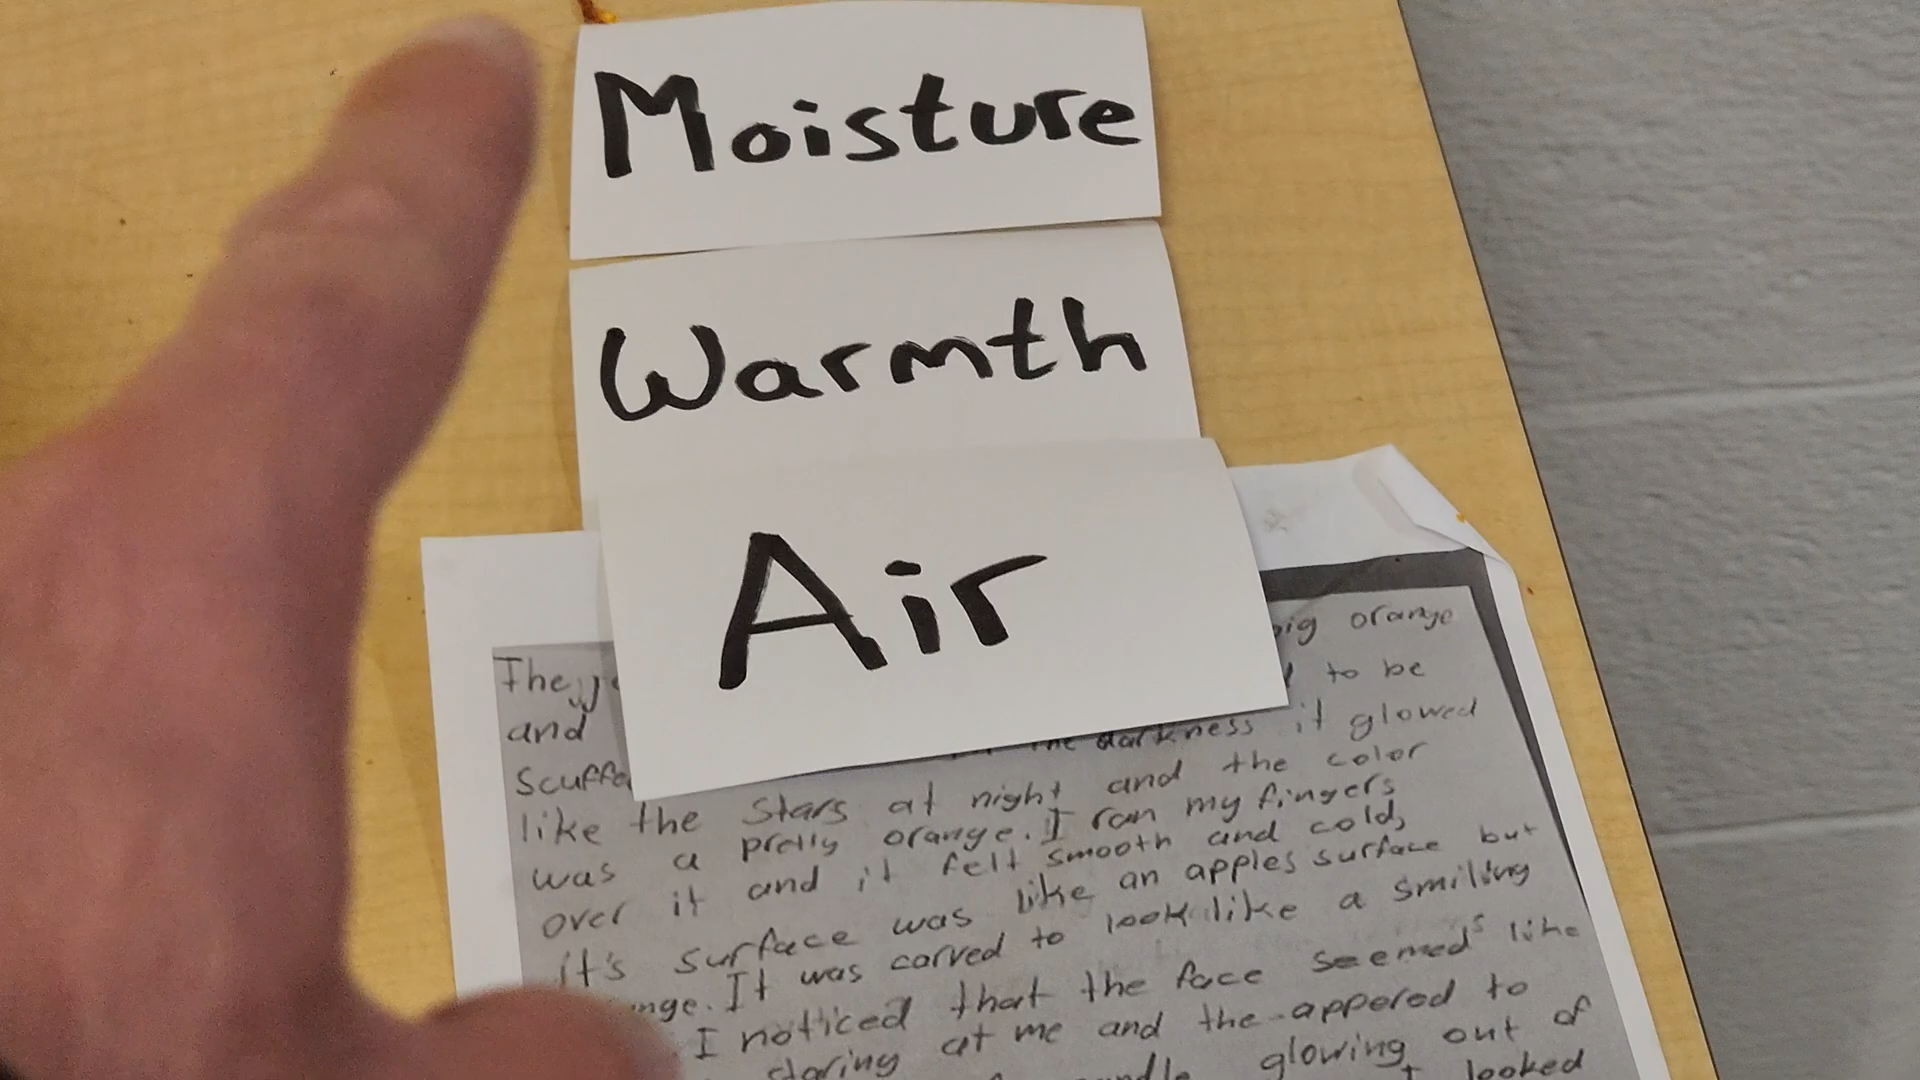 Moisture
Warmth
Air
big orange
The
to be
and
the darkness it glowed
like the stars at night and the color
was a pretty orange. I ran my fingers
over it and it felt smooth and cold,
it's surface was like an apples surface but
It was carved to look like a smiling
I noticed that the face seemed like
staring at me and the appered to
glowing out of
I looked